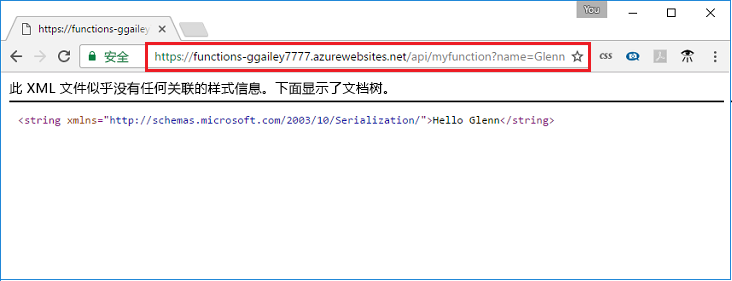 You
https://functions-ggailey
安全 https://functions-ggailey7777.azurewebsites.net/api/myfunction?name=Glenn css
此 XML 文件似乎没有任何关联的样式信息。下面显示了文档树。
<string xmlns="http://schemas.microsoft.com/2003/10/Serialization/">Hello Glenn</string>